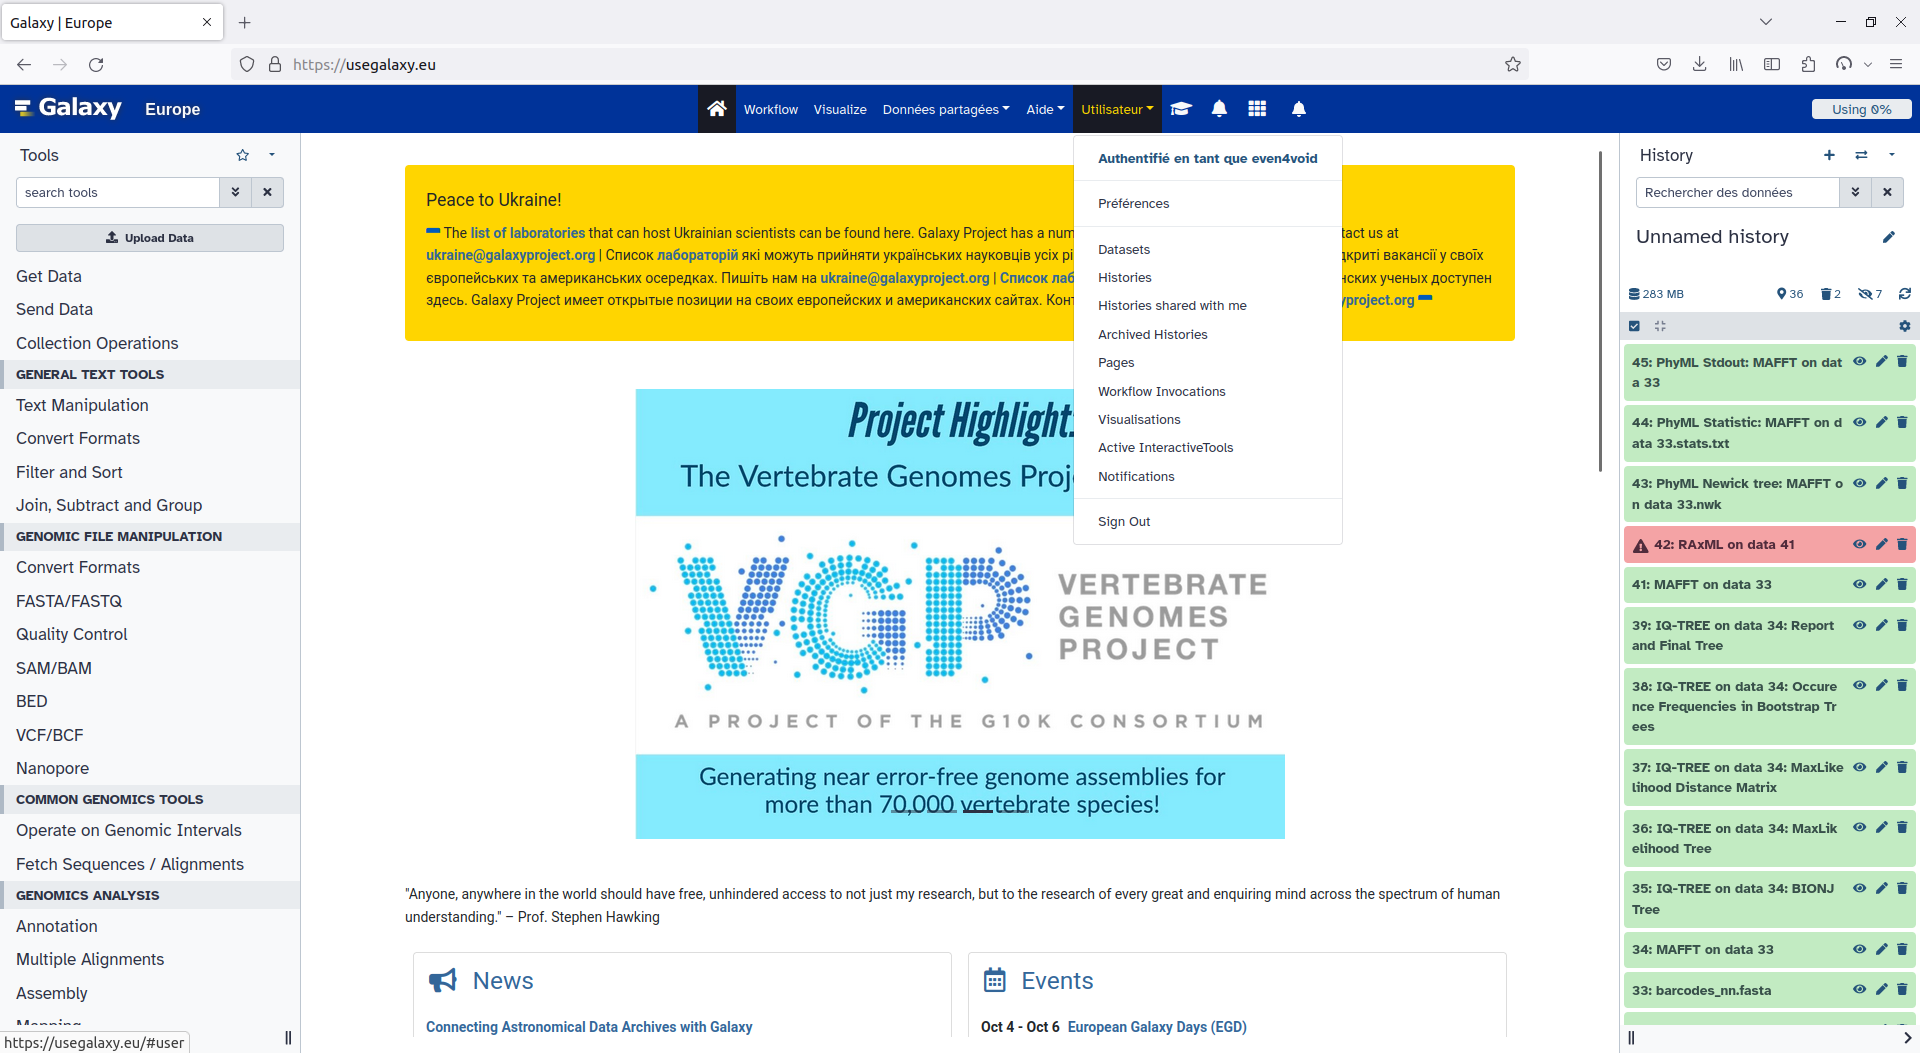 Galaxy | Europe
https://usegalaxy.eu
Galaxy Europe
Workflow Visualize Données partagées Aide Utilisateur
Using 0%
Tools
search tools
Upload Data
Get Data
Send Data
Collection Operations
GENERAL TEXT TOOLS
Text Manipulation
Convert Formats
Filter and Sort
Join, Subtract and Group
GENOMIC FILE MANIPULATION
Convert Formats
FASTA/FASTQ
Quality Control
SAM/BAM
BED
VCF/BCF
Nanopore
COMMON GENOMICS TOOLS
Operate on Genomic Intervals
Fetch Sequences / Alignments
GENOMICS ANALYSIS
Annotation
Multiple Alignments
Assembly
Mapping
https://usegalaxy.eu/#user
Peace to Ukraine!
The list of laboratories that can host Ukrainian scientists can be found here. Galaxy Project has a num tact us at
ukraine@galaxyproject.org | Список лабораторій які можуть прийняти українських науковців усіх рі дкриті вакансії у своїх
європейських та американських осередках. Пишіть нам на ukraine@galaxyproject.org | Список лаб нских ученых доступен
здесь. Galaxy Project имеет открытые позиции на своих европейских и американских сайтах. Конт yproject.org
Authentifié en tant que even4void
Préférences
Datasets
Histories
Histories shared with me
Archived Histories
Pages
Workflow Invocations
Visualisations
Active InteractiveTools
Notifications
Sign Out
Project Highlight:
The Vertebrate Genomes Proj
VGP
VERTEBRATE
GENOMES
PROJECT
A PROJECT OF THE G10K CONSORTIUM
Generating near error-free genome assemblies for
more than 70,000 vertebrate species!
"Anyone, anywhere in the world should have free, unhindered access to not just my research, but to the research of every great and enquiring mind across the spectrum of human
understanding." – Prof. Stephen Hawking
News
Connecting Astronomical Data Archives with Galaxy
Events
Oct 4 - Oct 6 European Galaxy Days (EGD)
History
Rechercher des données
Unnamed history
283 MB 36 2 7
45: PhyML Stdout: MAFFT on dat
a 33
44: PhyML Statistic: MAFFT on d
ata 33.stats.txt
43: PhyML Newick tree: MAFFT o
n data 33.nwk
42: RAxML on data 41
41: MAFFT on data 33
39: IQ-TREE on data 34: Report
and Final Tree
38: IQ-TREE on data 34: Occure
nce Frequencies in Bootstrap Tr
ees
37: IQ-TREE on data 34: MaxLike
lihood Distance Matrix
36: IQ-TREE on data 34: MaxLik
elihood Tree
35: IQ-TREE on data 34: BIONJ
Tree
34: MAFFT on data 33
33: barcodes_nn.fasta